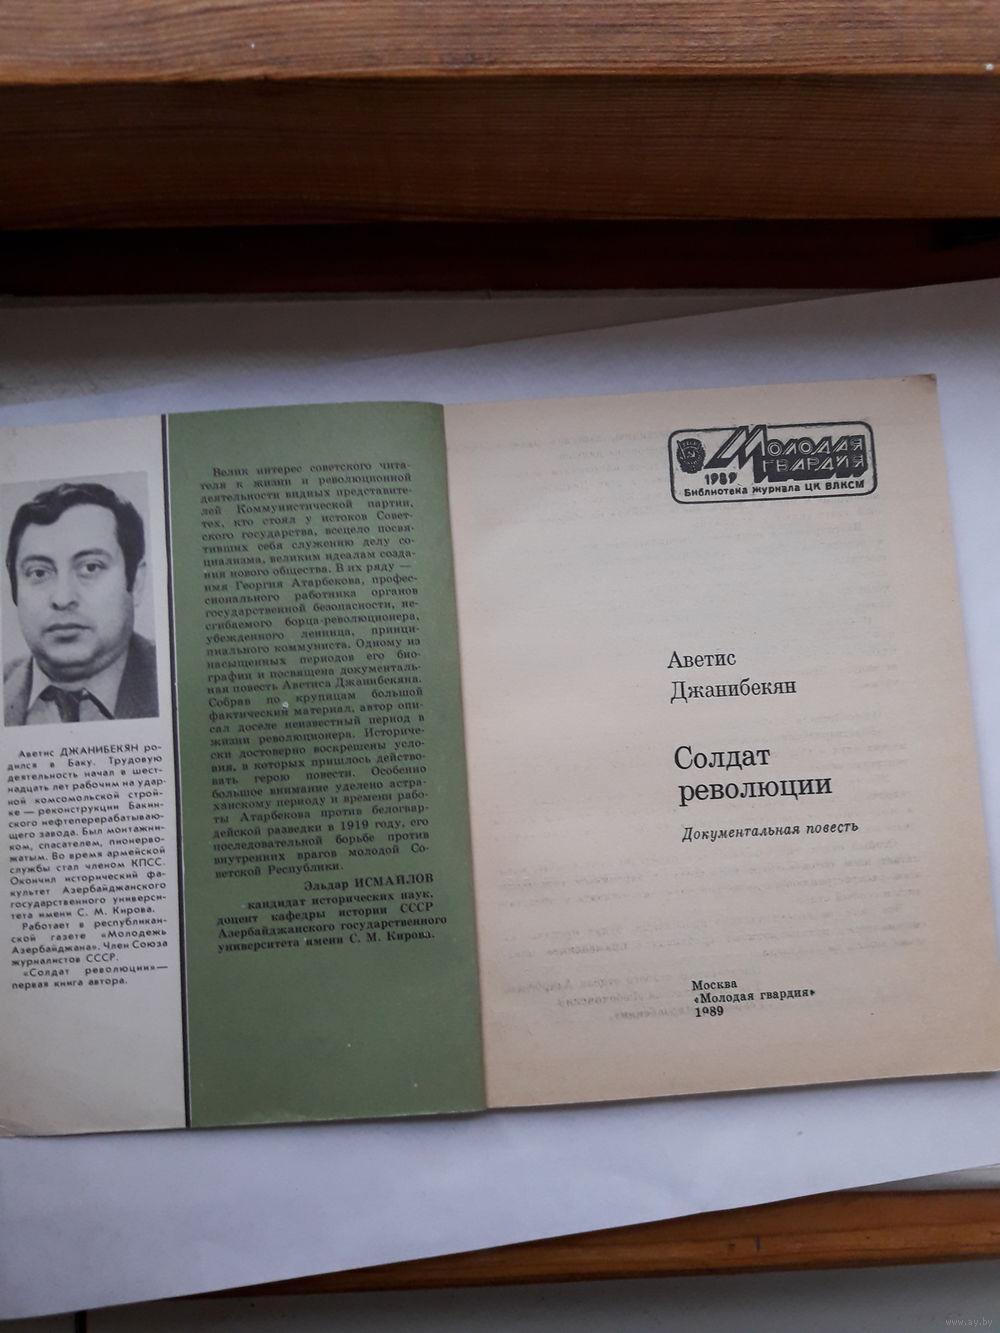 Аветис ДЖАНИБЕКЯН ро-
дился в Баку. Трудовую
деятельность начал в шест-
надцать лет рабочим на удар-
ной комсомольской строй-
ке — реконструкции Бакин-
ского нефтеперерабатываю-
щего завода. Был монтажни-
ком, спасателем, пионерво-
жатым. Во время армейской
службы стал членом КПСС.
Окончил исторический фа-
культет Азербайджанского
государственного универси-
тета имени С. М. Кирова.
Работает в республикан-
ской газете «Молодежь
Азербайджана». Член Союза
журналистов СССР.
«Солдат революции»—
первая книга автора.
Велик интерес советского чита-
теля к жизни и революционной
деятельности видных представите-
лей Коммунистической партии,
тех, кто стоял у истоков Совет-
ского государства, всецело посвя-
тивших себя служению делу со-
циализма, великим идеалам созда-
ния нового общества. В их ряду —
имя Георгия Атарбекова, профес-
сионального работника органов
государственной безопасности, не-
сгибаемого борца-революционера,
убежденного ленинца, принци-
пиального коммуниста. Одному из
насыщенных периодов его био-
графии и посвящена документаль-
ная повесть Аветиса Джанибекяна.
Собрав по крупицам большой
фактический материал, автор опи-
сал доселе неизвестный период в
жизни революционера. Историче-
ски достоверно воскрешены усло-
вия, в которых пришлось действо-
вать герою повести. Особенно
большое внимание уделено астра-
ханскому периоду и времени рабо-
ты Атарбекова против белогвар-
дейской разведки в 1919 году, его
последовательной борьбе против
внутренних врагов молодой Со-
ветской Республики.
Эльдар ИСМАИЛОВ
кандидат исторических наук,
доцент кафедры истории СССР
Азербайджанского государственного
университета имени С. М. Кирова.
МОЛОДАЯ
ГВАРДИЯ
1989
Библиотека журнала ЦК ВЛКСМ
Аветис
Джанибекян
Солдат
революции
Документальная повесть
Москва
«Молодая гвардия»
1989
www.ay.by